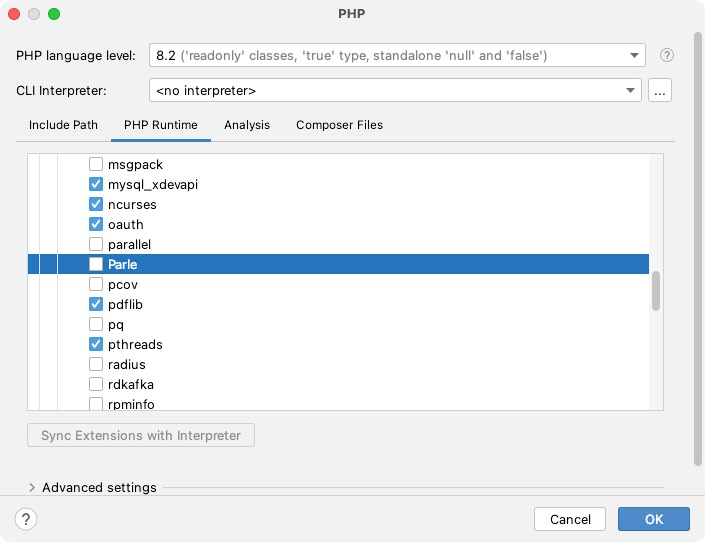 PHP
PHP language level: 8.2 ('readonly' classes, 'true' type, standalone 'null' and 'false') ?
CLI Interpreter: <no interpreter> ...
Include Path PHP Runtime Analysis Composer Files
msgpack
mysql_xdevapi
ncurses
oauth
parallel
Parle
pcov
pdflib
pq
pthreads
radius
rdkafka
rpminfo
Sync Extensions with Interpreter
Advanced settings
? Cancel OK